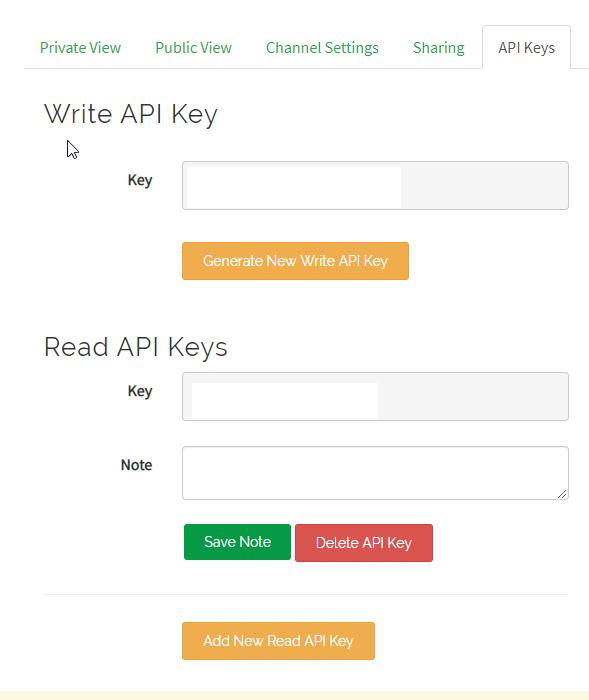 Private View Public View Channel Settings Sharing API Keys
Write API Key
Key
Generate New Write API Key
Read API Keys
Key
Note
Save Note Delete API Key
Add New Read API Key